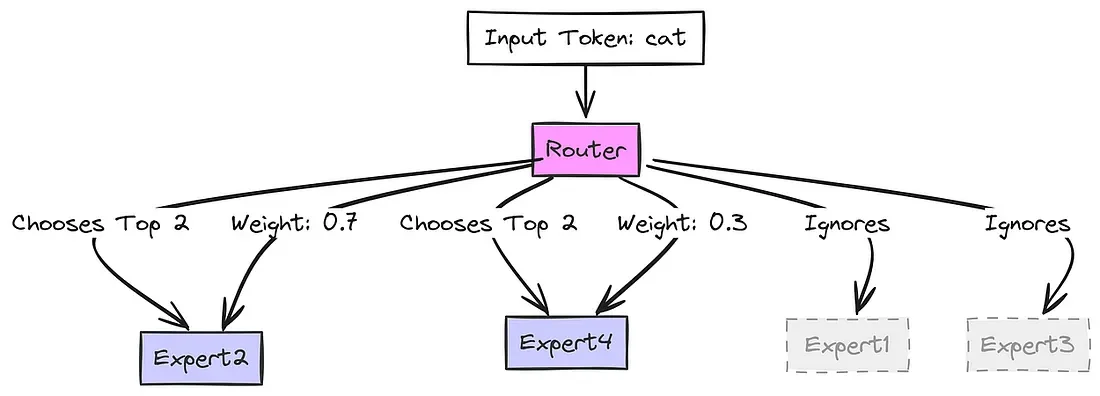 Input Token: cat
Router
Chooses Top 2
Weight: 0.7
Chooses Top 2
Weight: 0.3
Ignores
Ignores
Expert2
Expert4
Expert1
Expert3